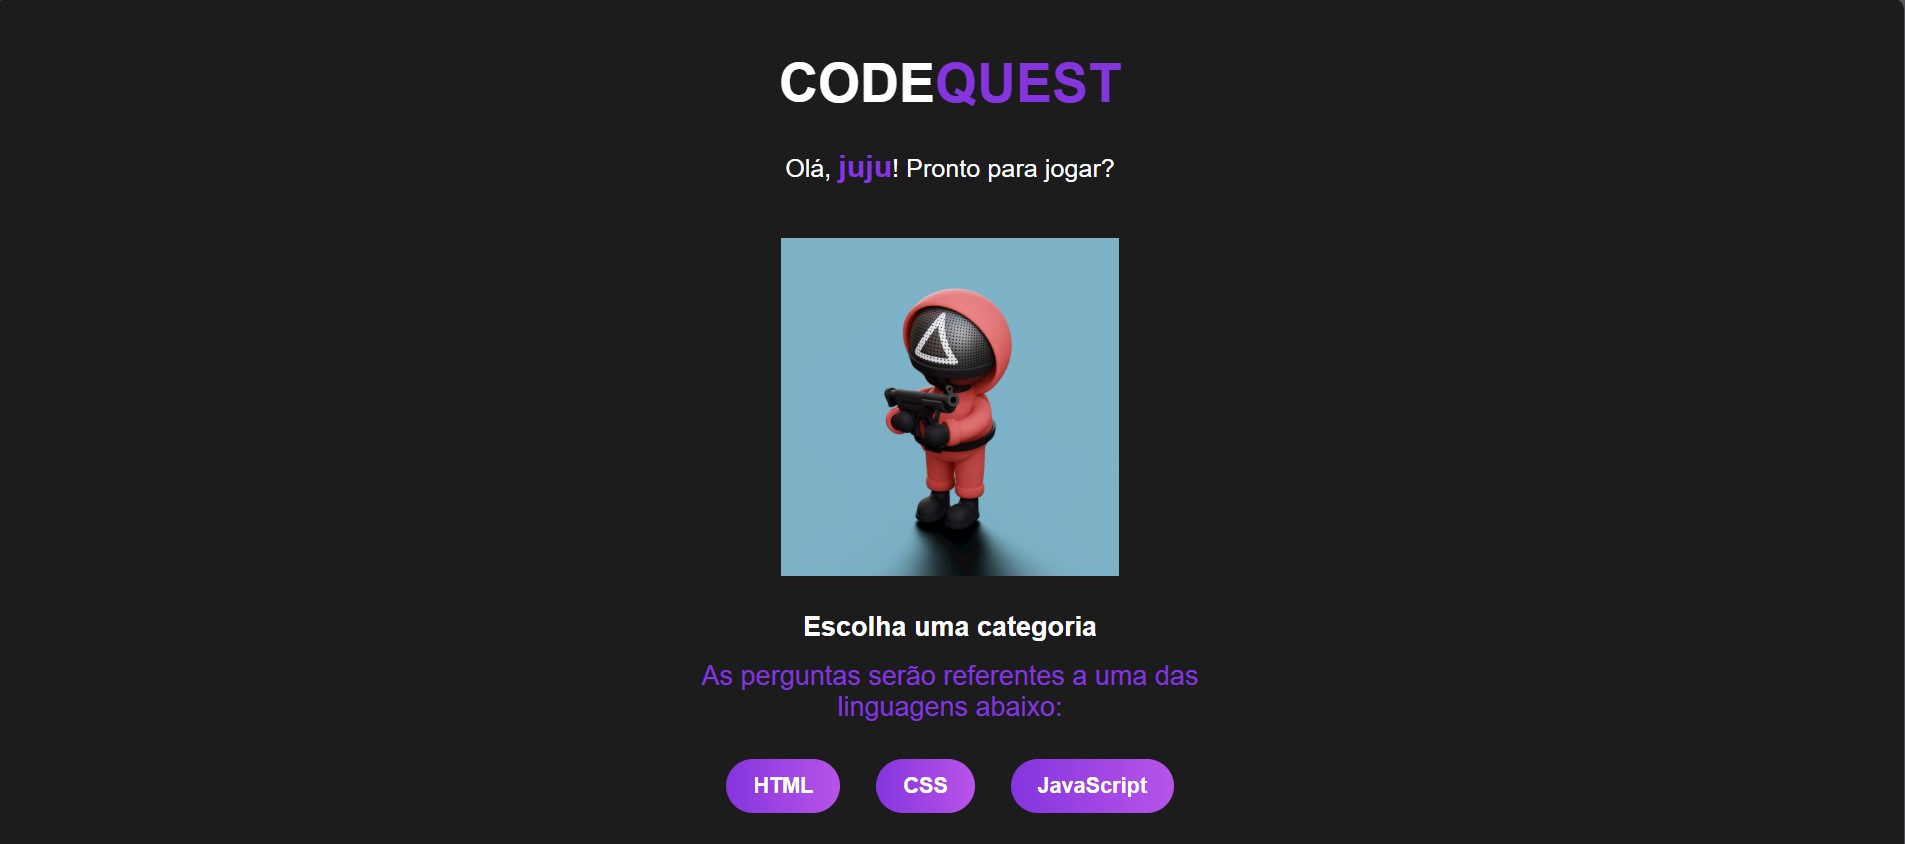 CODEQUEST
Olá, juju! Pronto para jogar?
Escolha uma categoria
As perguntas serão referentes a uma das
linguagens abaixo:
HTML CSS JavaScript